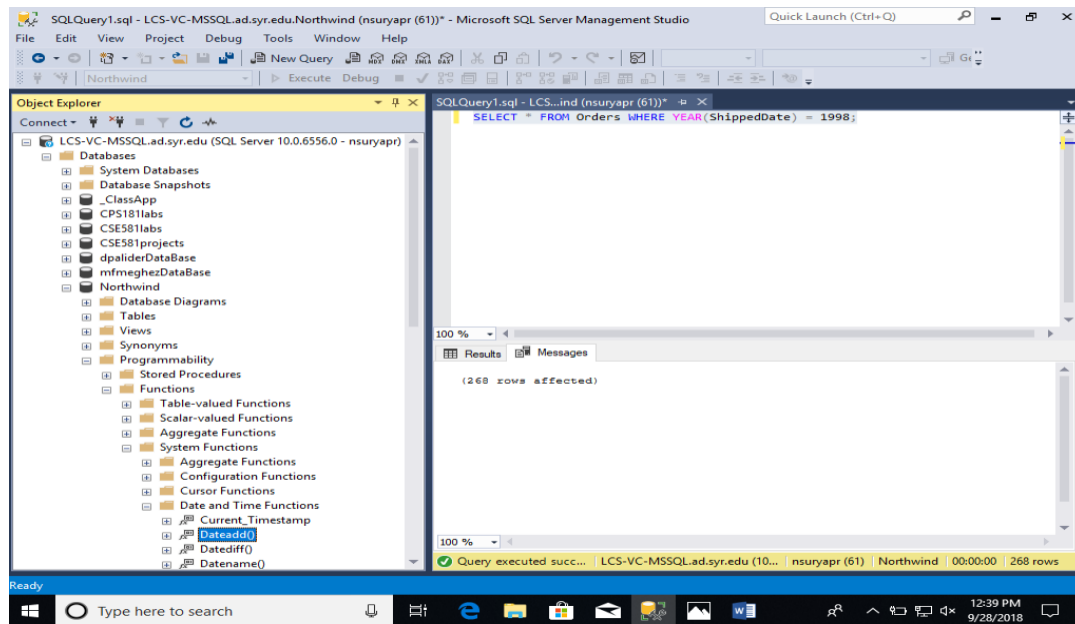 SQLQuery1.sql - LCS-VC-MSSQL.ad.syr.edu.Northwind (nsuryapr (61))* - Microsoft SQL Server Management Studio
Quick Launch (Ctrl+Q)
File Edit View Project Debug Tools Window Help
New Query
Northwind
Execute Debug
Object Explorer
Connect
LCS-VC-MSSQL.ad.syr.edu (SQL Server 10.0.6556.0 - nsuryapr)
Databases
System Databases
Database Snapshots
_ClassApp
CPS181labs
CSE581labs
CSE581projects
dpaliderDataBase
mfmeghezDataBase
Northwind
Database Diagrams
Tables
Views
Synonyms
Programmability
Stored Procedures
Functions
Table-valued Functions
Scalar-valued Functions
Aggregate Functions
System Functions
Aggregate Functions
Configuration Functions
Cursor Functions
Date and Time Functions
Current_Timestamp
Dateadd()
Datediff()
Datename()
SQLQuery1.sql - LCS...ind (nsuryapr (61))*
SELECT * FROM Orders WHERE YEAR(ShippedDate) = 1998;
100 %
Results Messages
(268 rows affected)
100 %
Query executed succ... LCS-VC-MSSQL.ad.syr.edu (10... nsuryapr (61) Northwind 00:00:00 268 rows
Ready
Type here to search
12:39 PM
9/28/2018